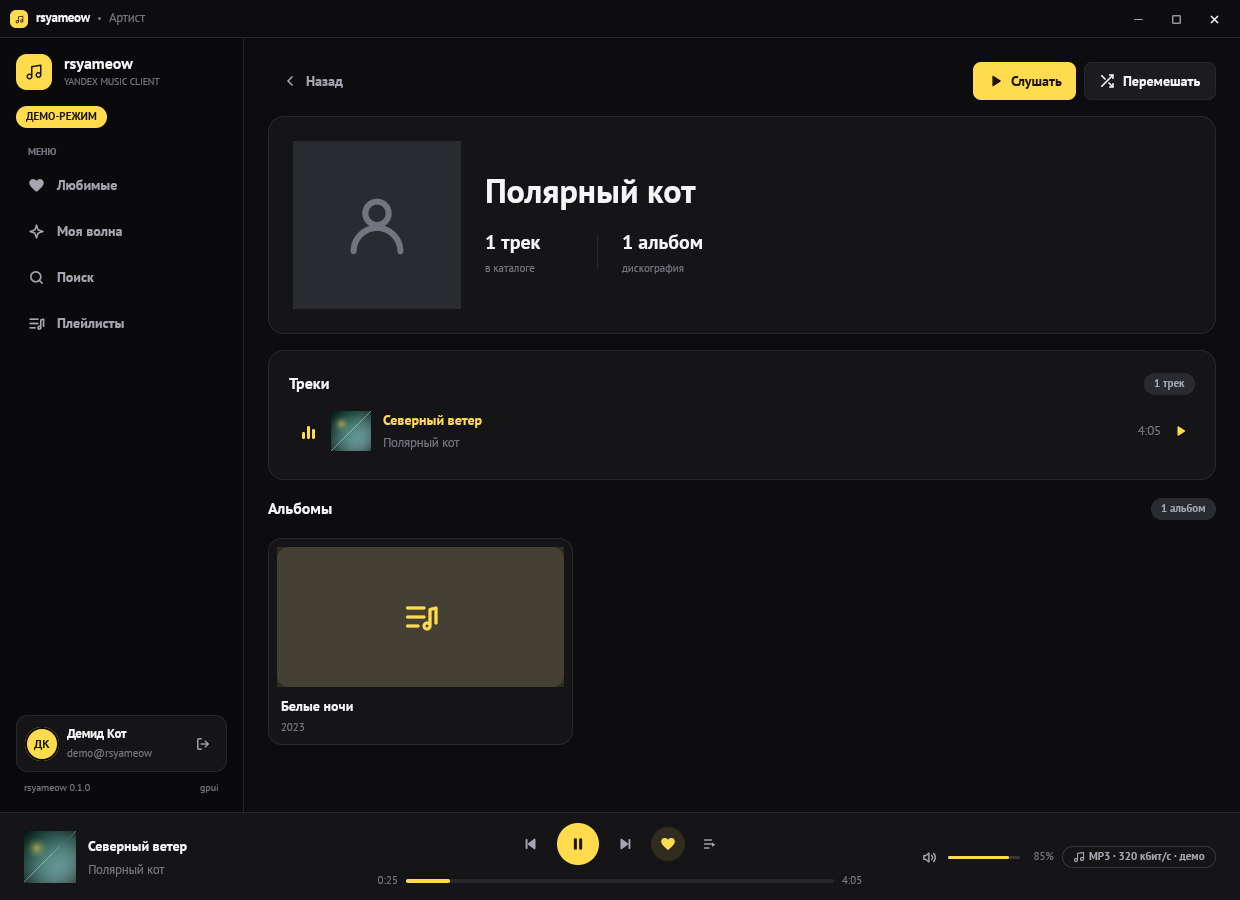 rsyameow • Артист
rsyameow
YANDEX MUSIC CLIENT
ДЕМО-РЕЖИМ
МЕНЮ
Любимые
Моя волна
Поиск
Плейлисты
Назад
Слушать
Перемешать
Полярный кот
1 трек
в каталоге
1 альбом
дискография
Треки
1 трек
Северный ветер
Полярный кот
4:05
Альбомы
1 альбом
Белые ночи
2023
ДК
Демид Кот
demo@rsyameow
rsyameow 0.1.0
gpui
Северный ветер
Полярный кот
0:25
4:05
85%
MP3 · 320 кбит/с · демо